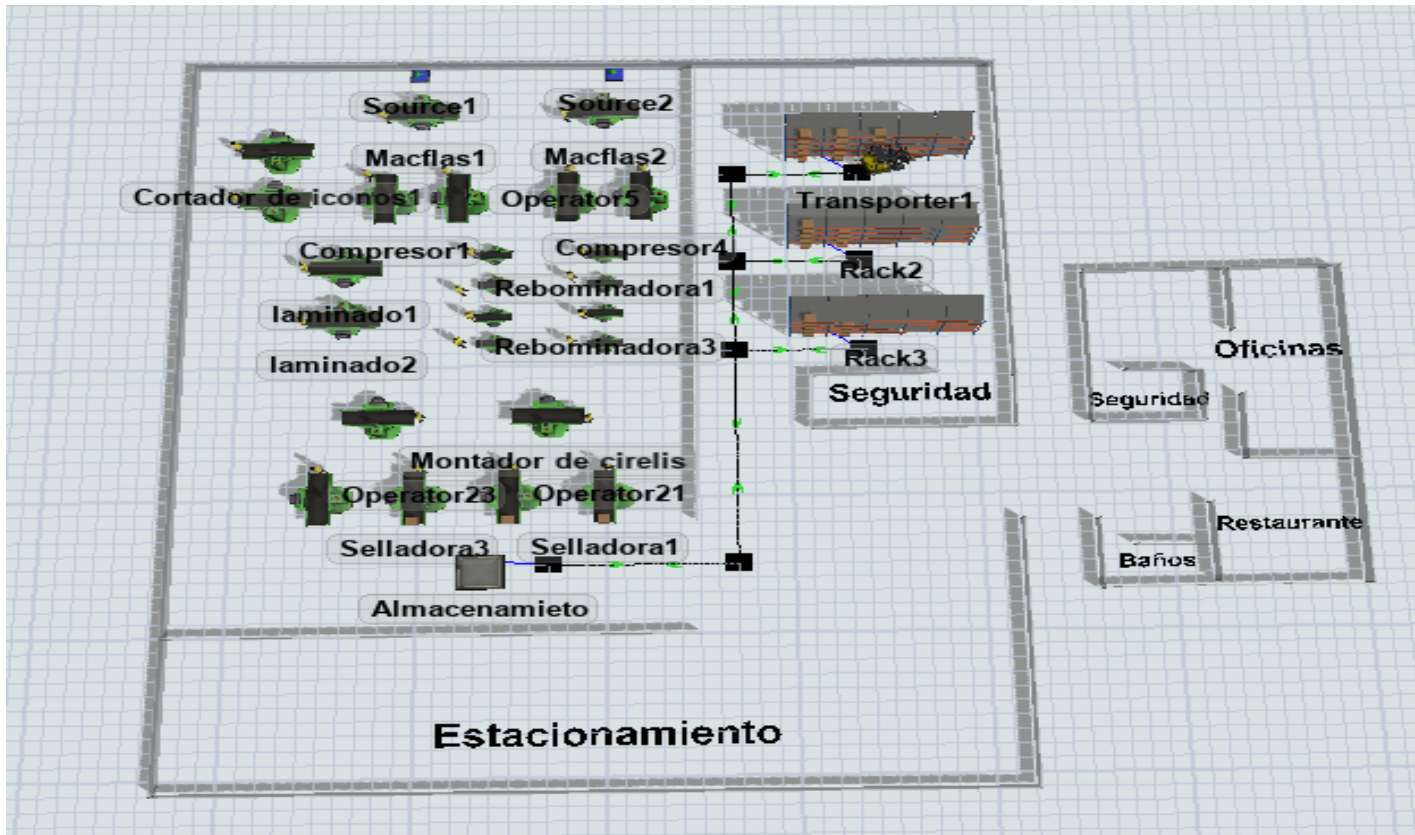 Source1
Source2
Macflas1
Macflas2
Cortador de iconos1
Operator5
Transporter1
Compresor1
Compresor4
Rack2
Rebominadora1
laminado1
Rebominadora3
Rack3
Oficinas
laminado2
Seguridad
Seguridad
Montador de cirelis
Operator23
Operator21
Restaurante
Selladora3
Selladora1
Baños
Almacenamieto
Estacionamiento